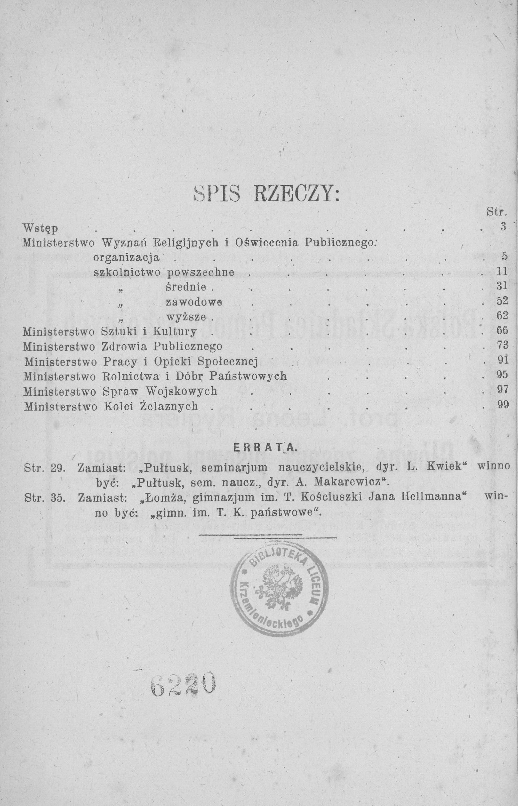 SPIS RZECZY:
Str.
Wstęp . . . . . . . . . . . 3
Ministerstwo Wyznań Religijnych i Oświecenia Publicznego:
organizacja . . . . . . . . . 5
szkolnictwo powszechne . . . . . . . 11
„ średnie . . . . . . . . 31
„ zawodowe . . . . . . . 52
„ wyższe . . . . . . . . 62
Ministerstwo Sztuki i Kultury . . . . . . . . 66
Ministerstwo Zdrowia Publicznego . . . . . . . 73
Ministerstwo Pracy i Opieki Społecznej . . . . . . 91
Ministerstwo Rolnictwa i Dóbr Państwowych . . . . . 95
Ministerstwo Spraw Wojskowych . . . . . . . 97
Ministerstwo Kolei Żelaznych . . . . . . . . 99
ERRATA.
Str. 29. Zamiast: „Pułtusk, seminarjum nauczycielskie, dyr. L. Kwiek“ winno
być: „Pułtusk, sem. naucz., dyr. A. Makarewicz“.
Str. 35. Zamiast: „Łomża, gimnazjum im. T. Kościuszki Jana Hellmanna“ win-
no być: „gimn. im. T. K. państwowe“.
BIBLJOTEKA LICEUM
Krzemienieckiego
6220